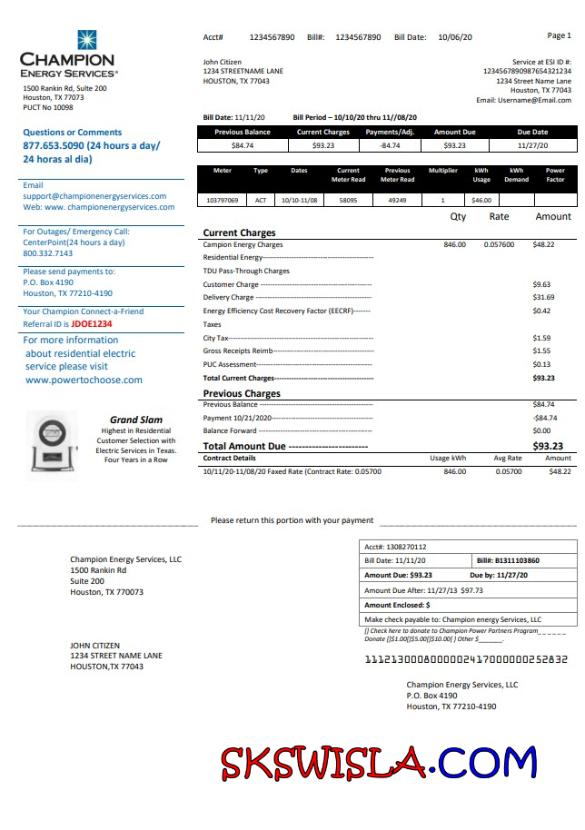 CHAMPION
ENERGY SERVICES®
1500 Rankin Rd, Suite 200
Houston, TX 77073
PUCT No 10098
Questions or Comments
877.653.5090 (24 hours a day/
24 horas al dia)
Email
support@championenergyservices.com
Web: www. championenergyservices.com
For Outages/ Emergency Call:
CenterPoint(24 hours a day)
800.332.7143
Please send payments to:
P.O. Box 4190
Houston, TX 77210-4190
Your Champion Connect-a-Friend
Referral ID is JDOE1234
For more information
about residential electric
service please visit
www.powertochoose.com
Grand Slam
Highest in Residential
Customer Selection with
Electric Services in Texas.
Four Years in a Row
Acct# 1234567890 Bill#: 1234567890 Bill Date: 10/06/20 Page 1
John Citizen
1234 STREETNAME LANE
HOUSTON, TX 77043
Service at ESI ID #:
1234567890987654321234
1234 Street Name Lane
Houston, TX 77043
Email: Username@Email.com
Bill Date: 11/11/20 Bill Period – 10/10/20 thru 11//08/20
Previous Balance Current Charges Payments/Adj. Amount Due Due Date
$84.74 $93.23 -84.74 $93.23 11/27/20
Meter Type Dates Current Meter Read Previous Meter Read Multiplier kWh Usage kWh Demand Power Factor
103797069 ACT 10/10-11/08 58095 49249 1 $46.00
Qty Rate Amount
Current Charges
Campion Energy Charges 846.00 0.057600 $48.22
Residential Energy-----------------------------------------
TDU Pass-Through Charges
Customer Charge ----------------------------------------- $9.63
Delivery Charge ----------------------------------------- $31.69
Energy Efficiency Cost Recovery Factor (EECRF)------- $0.42
Taxes
City Tax----------------------------------------- $1.59
Gross Receipts Reimb----------------------------------------- $1.55
PUC Assessment----------------------------------------- $0.13
Total Current Charges----------------------------------------- $93.23
Previous Charges
Previous Balance ----------------------------------------- $84.74
Payment 10/21/2020----------------------------------------- -$84.74
Balance Forward ----------------------------------------- $0.00
Total Amount Due ---------------------- $93.23
Contract Details Usage kWh Avg Rate Amount
10/11/20-11/08/20 Faxed Rate (Contract Rate: 0.05700 846.00 0.05700 $48.22
Please return this portion with your payment
Champion Energy Services, LLC
1500 Rankin Rd
Suite 200
Houston, TX 770073
JOHN CITIZEN
1234 STREET NAME LANE
HOUSTON,TX 77043
Acct#: 1308270112
Bill Date: 11/11/20 Bill#: B1311103860
Amount Due: $93.23 Due by: 11/27/20
Amount Due After: 11/27/13 $97.73
Amount Enclosed: $
Make check payable to: Champion energy Services, LLC
[] Check here to donate to Champion Power Partners Program______
Donate []$1.00[]$5.00[]$10.00[ ] Other $_______.
11121300080000024170000000252832
Champion Energy Services, LLC
P.O. Box 4190
Houston, TX 77210-4190
SKSWISLA.COM